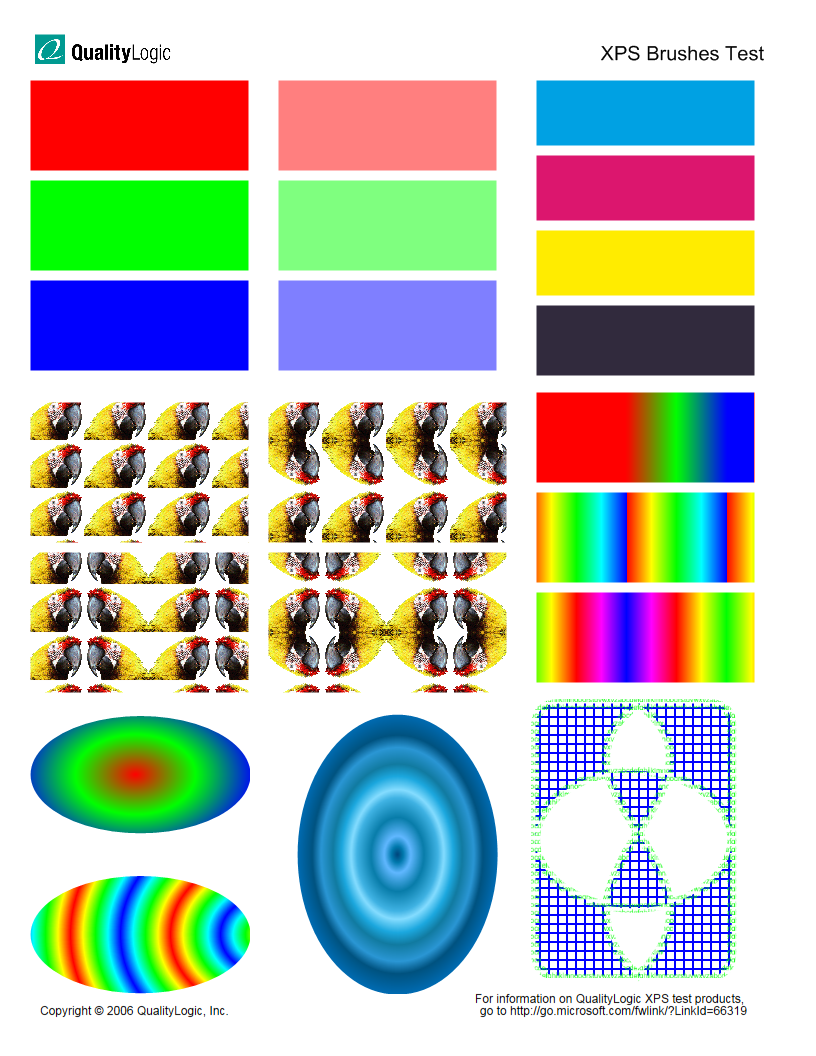 QualityLogic
XPS Brushes Test
For information on QualityLogic XPS test products,
go to http://go.microsoft.com/fwlink/?LinkId=66319
Copyright © 2006 QualityLogic, Inc.